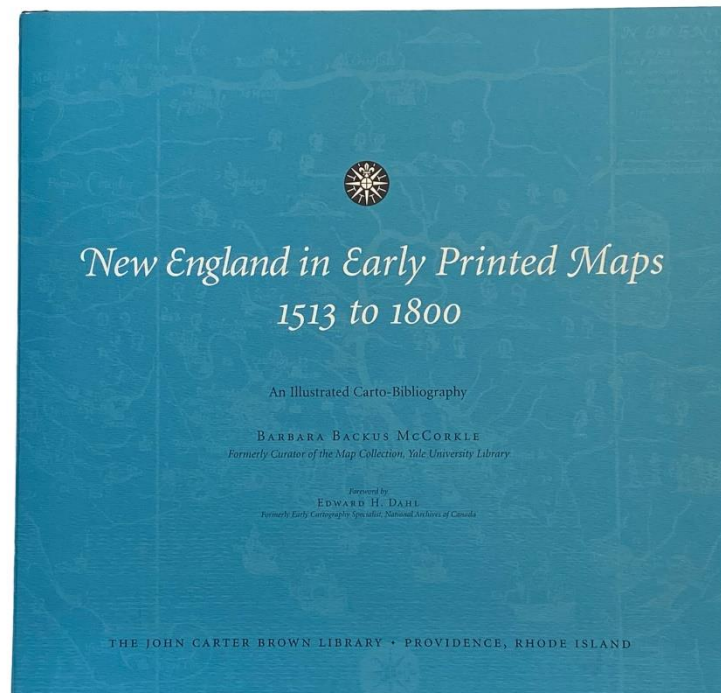 New England in Early Printed Maps
1513 to 1800
An Illustrated Carto-Bibliography
Barbara Backus McCorkle
Formerly Curator of the Map Collection, Yale University Library
Foreword by
Edward H. Dahl
Formerly Early Cartography Specialist, National Archives of Canada
THE JOHN CARTER BROWN LIBRARY • PROVIDENCE, RHODE ISLAND